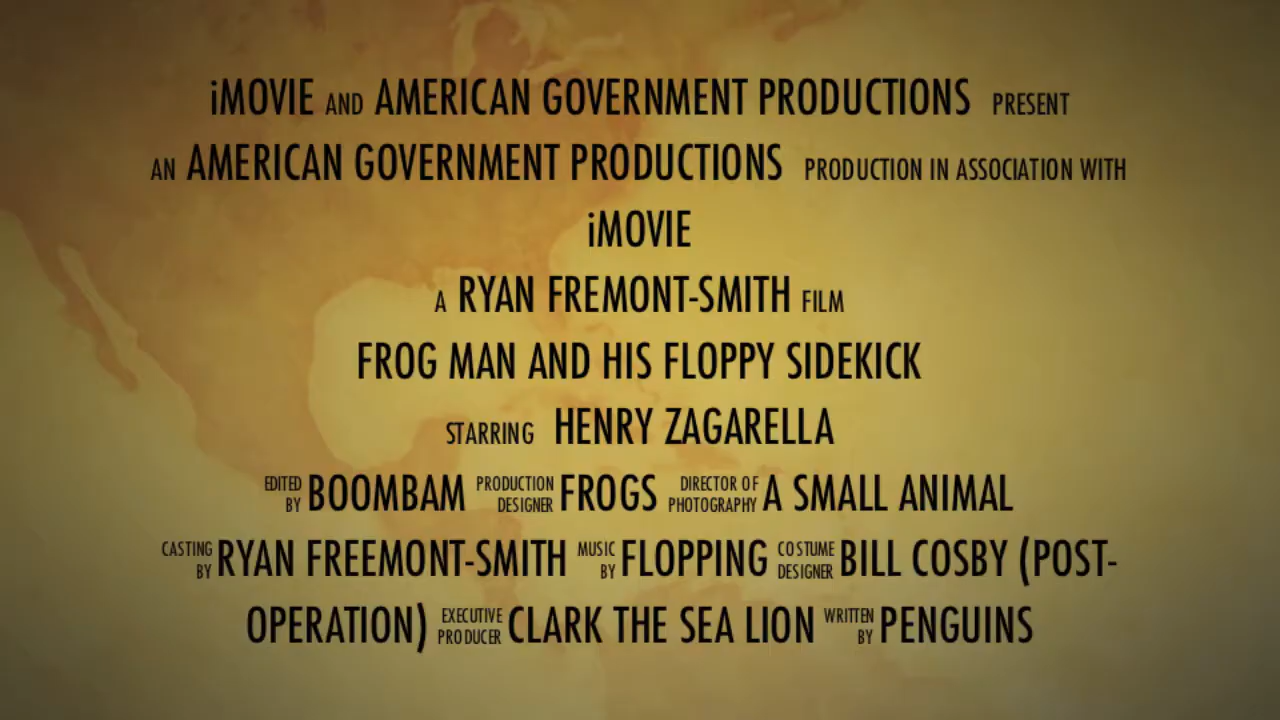 iMOVIE AND AMERICAN GOVERNMENT PRODUCTIONS PRESENT
AN AMERICAN GOVERNMENT PRODUCTIONS PRODUCTION IN ASSOCIATION WITH
iMOVIE
A RYAN FREMONT-SMITH FILM
FROG MAN AND HIS FLOPPY SIDEKICK
STARRING HENRY ZAGARELLA
EDITED BY BOOMBAM PRODUCTION DESIGNER FROGS DIRECTOR OF PHOTOGRAPHY A SMALL ANIMAL
CASTING BY RYAN FREEMONT-SMITH MUSIC BY FLOPPING COSTUME DESIGNER BILL COSBY (POST-
OPERATION) EXECUTIVE PRODUCER CLARK THE SEA LION WRITTEN BY PENGUINS